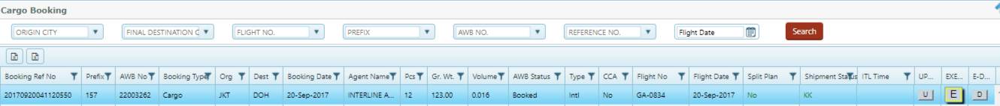 Cargo Booking
ORIGIN CITY FINAL DESTINATION C FLIGHT NO. PREFIX AWB NO. REFERENCE NO. Flight Date Search
Booking Ref No Prefix AWB No Booking Type Org Dest Booking Date Agent Name Pcs Gr. Wt. Volume AWB Status Type CCA Flight No Flight Date Split Plan Shipment Status ITL Time UP... EXE... E-D...
20170920041120550 157 22003262 Cargo JKT DOH 20-Sep-2017 INTERLINE A... 12 123.00 0.016 Booked Intl No GA-0834 20-Sep-2017 No KK U E D